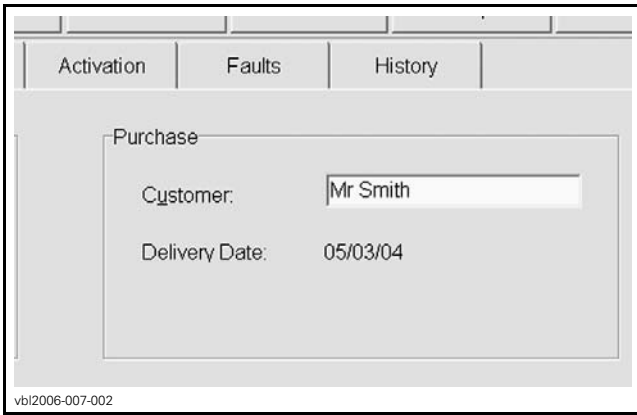 Activation Faults History
Purchase
Customer: Mr Smith
Delivery Date: 05/03/04
vbl2006-007-002